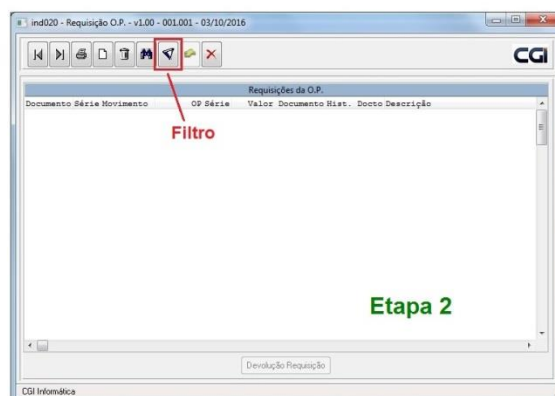 ind020 - Requisição O.P. - v1.00 - 001.001 - 03/10/2016
CGI
Requisições da O.P.
Documento Série Movimento OP Série Valor Documento Hist. Docto Descrição
Filtro
Etapa 2
Devolução Requisição
CGI Informática